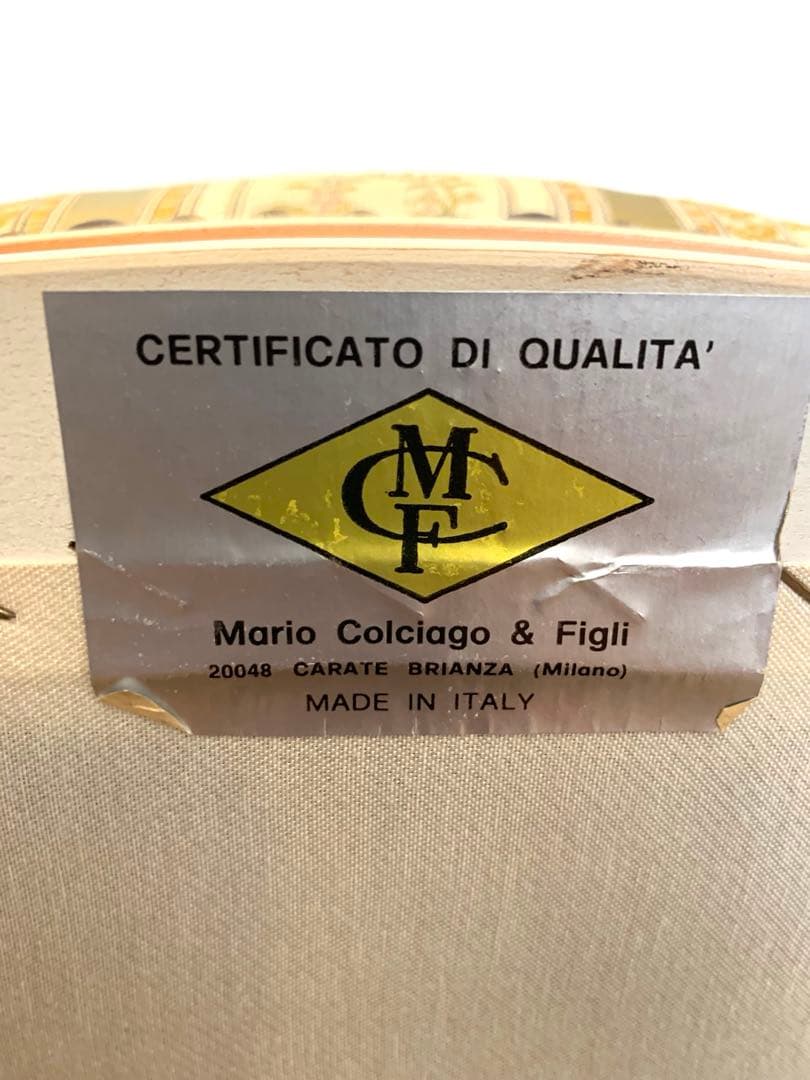 CERTIFICATO DI QUALITA'
MCF
Mario Colciago & Figli
20048 CARATE BRIANZA (Milano)
MADE IN ITALY